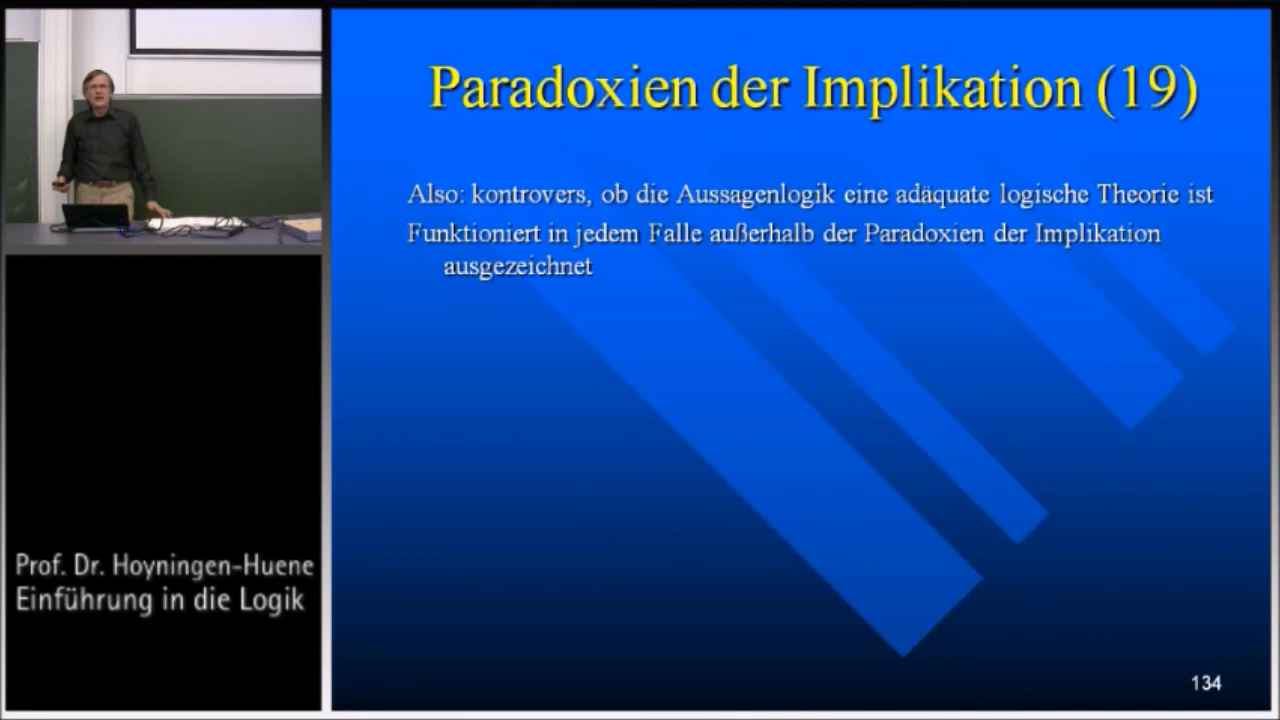 Paradoxien der Implikation (19)
Also: kontrovers, ob die Aussagenlogik eine adäquate logische Theorie ist
Funktioniert in jedem Falle außerhalb der Paradoxien der Implikation
ausgezeichnet
Prof. Dr. Hoyningen-Huene
Einführung in die Logik
134